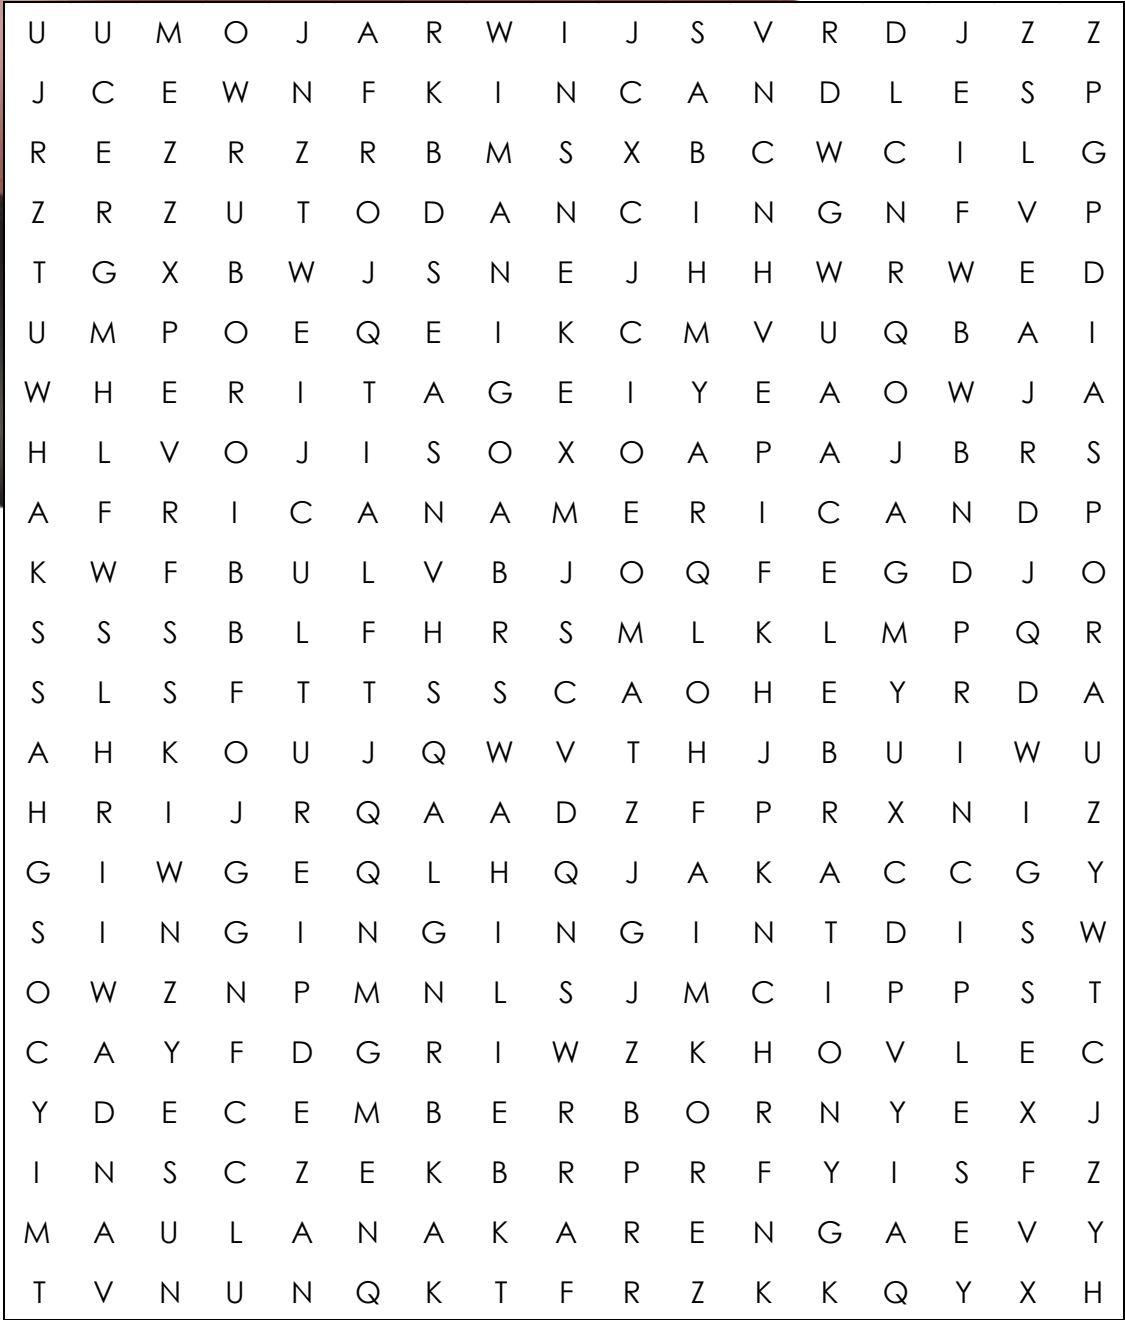 U U M O J A R W I J S V R D J Z Z
J C E W N F K I N C A N D L E S P
R E Z R Z R B M S X B C W C I L G
Z R Z U T O D A N C I N G N F V P
T G X B W J S N E J H H W R W E D
U M P O E Q E I K C M V U Q B A I
W H E R I T A G E I Y E A O W J A
H L V O J I S O X O A P A J B R S
A F R I C A N A M E R I C A N D P
K W F B U L V B J O Q F E G D J O
S S S B L F H R S M L K L M P Q R
S L S F T T S S C A O H E Y R D A
A H K O U J Q W V T H J B U I W U
H R I J R Q A A D Z F P R X N I Z
G I W G E Q L H Q J A K A C C G Y
S I N G I N G I N G I N T D I S W
O W Z N P M N L S J M C I P P S T
C A Y F D G R I W Z K H O V L E C
Y D E C E M B E R B O R N Y E X J
I N S C Z E K B R P R F Y I S F Z
M A U L A N A K A R E N G A E V Y
T V N U N Q K T F R Z K K Q Y X H